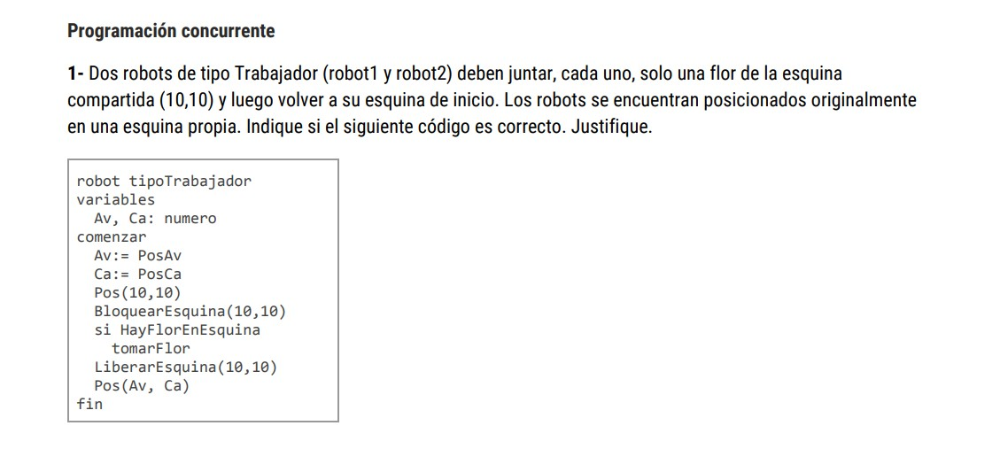 Programación concurrente
1- Dos robots de tipo Trabajador (robot1 y robot2) deben juntar, cada uno, solo una flor de la esquina
compartida (10,10) y luego volver a su esquina de inicio. Los robots se encuentran posicionados originalmente
en una esquina propia. Indique si el siguiente código es correcto. Justifique.
robot tipoTrabajador
variables
  Av, Ca: numero
comenzar
  Av:= PosAv
  Ca:= PosCa
  Pos(10,10)
  BloquearEsquina(10,10)
  si HayFlorEnEsquina
    tomarFlor
  LiberarEsquina(10,10)
  Pos(Av, Ca)
fin